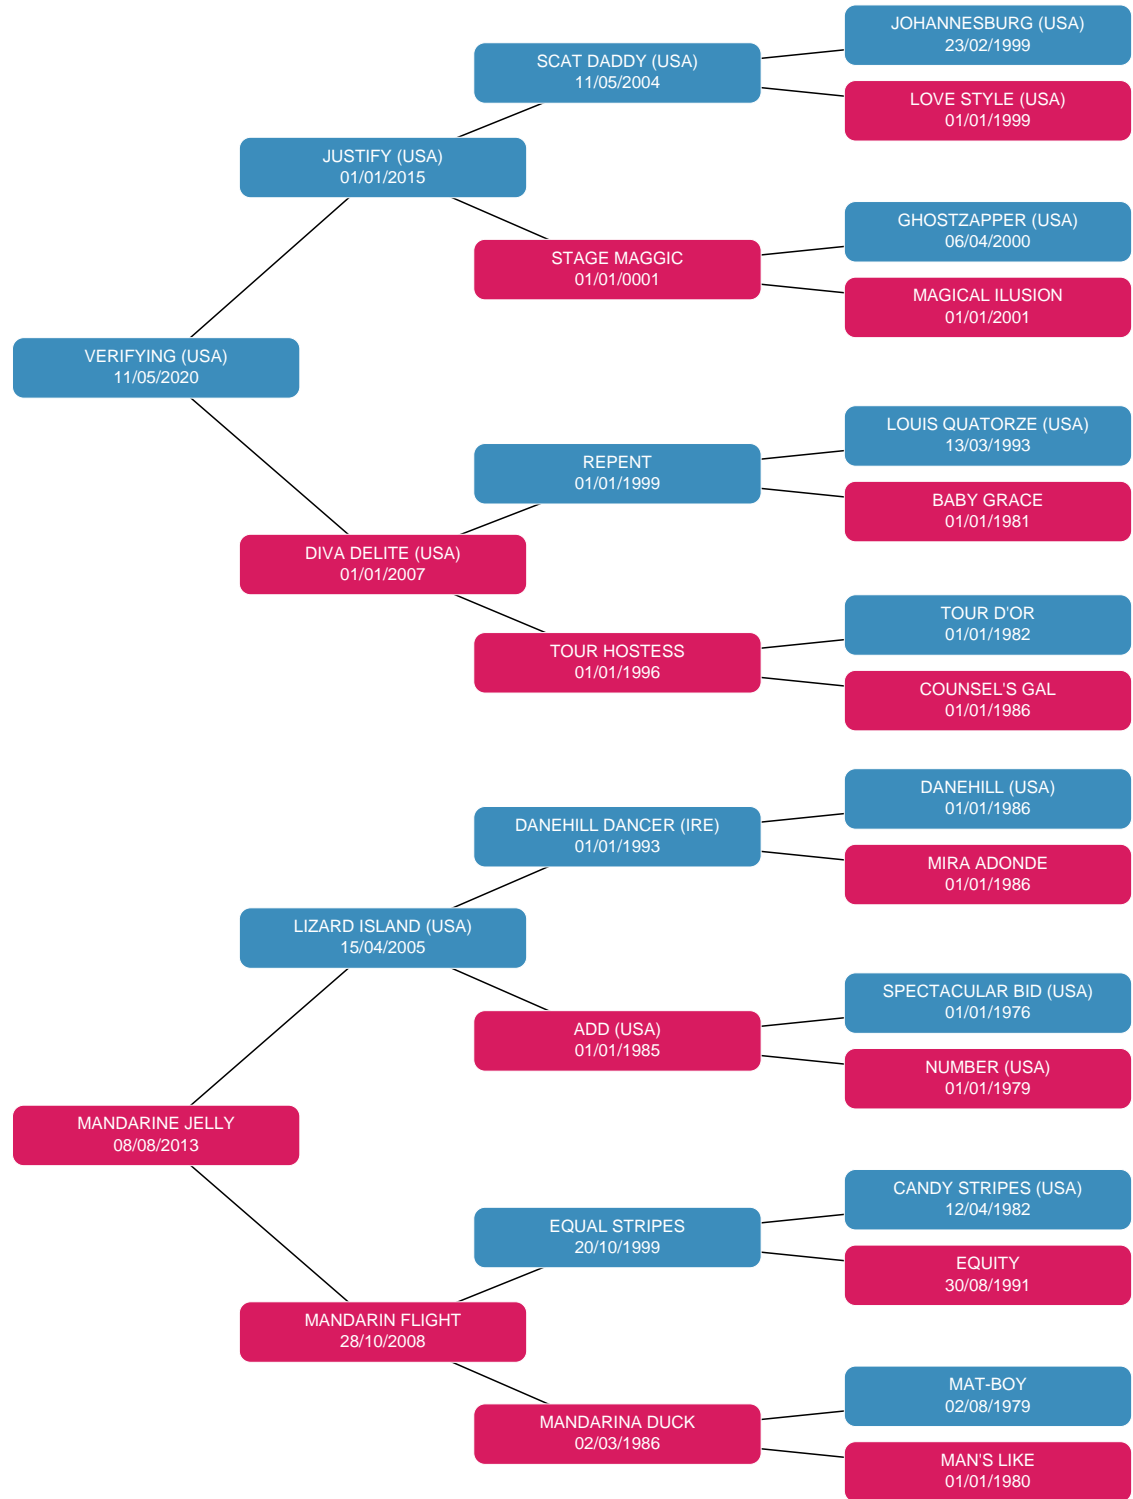 JOHANNESBURG (USA)
23/02/1999
SCAT DADDY (USA)
11/05/2004
LOVE STYLE (USA)
01/01/1999
JUSTIFY (USA)
01/01/2015
GHOSTZAPPER (USA)
06/04/2000
STAGE MAGGIC
01/01/0001
MAGICAL ILUSION
01/01/2001
VERIFYING (USA)
11/05/2020
LOUIS QUATORZE (USA)
13/03/1993
REPENT
01/01/1999
BABY GRACE
01/01/1981
DIVA DELITE (USA)
01/01/2007
TOUR D'OR
01/01/1982
TOUR HOSTESS
01/01/1996
COUNSEL'S GAL
01/01/1986
DANEHILL (USA)
01/01/1986
DANEHILL DANCER (IRE)
01/01/1993
MIRA ADONDE
01/01/1986
LIZARD ISLAND (USA)
15/04/2005
SPECTACULAR BID (USA)
01/01/1976
ADD (USA)
01/01/1985
NUMBER (USA)
01/01/1979
MANDARINE JELLY
08/08/2013
CANDY STRIPES (USA)
12/04/1982
EQUAL STRIPES
20/10/1999
EQUITY
30/08/1991
MANDARIN FLIGHT
28/10/2008
MAT-BOY
02/08/1979
MANDARINA DUCK
02/03/1986
MAN'S LIKE
01/01/1980